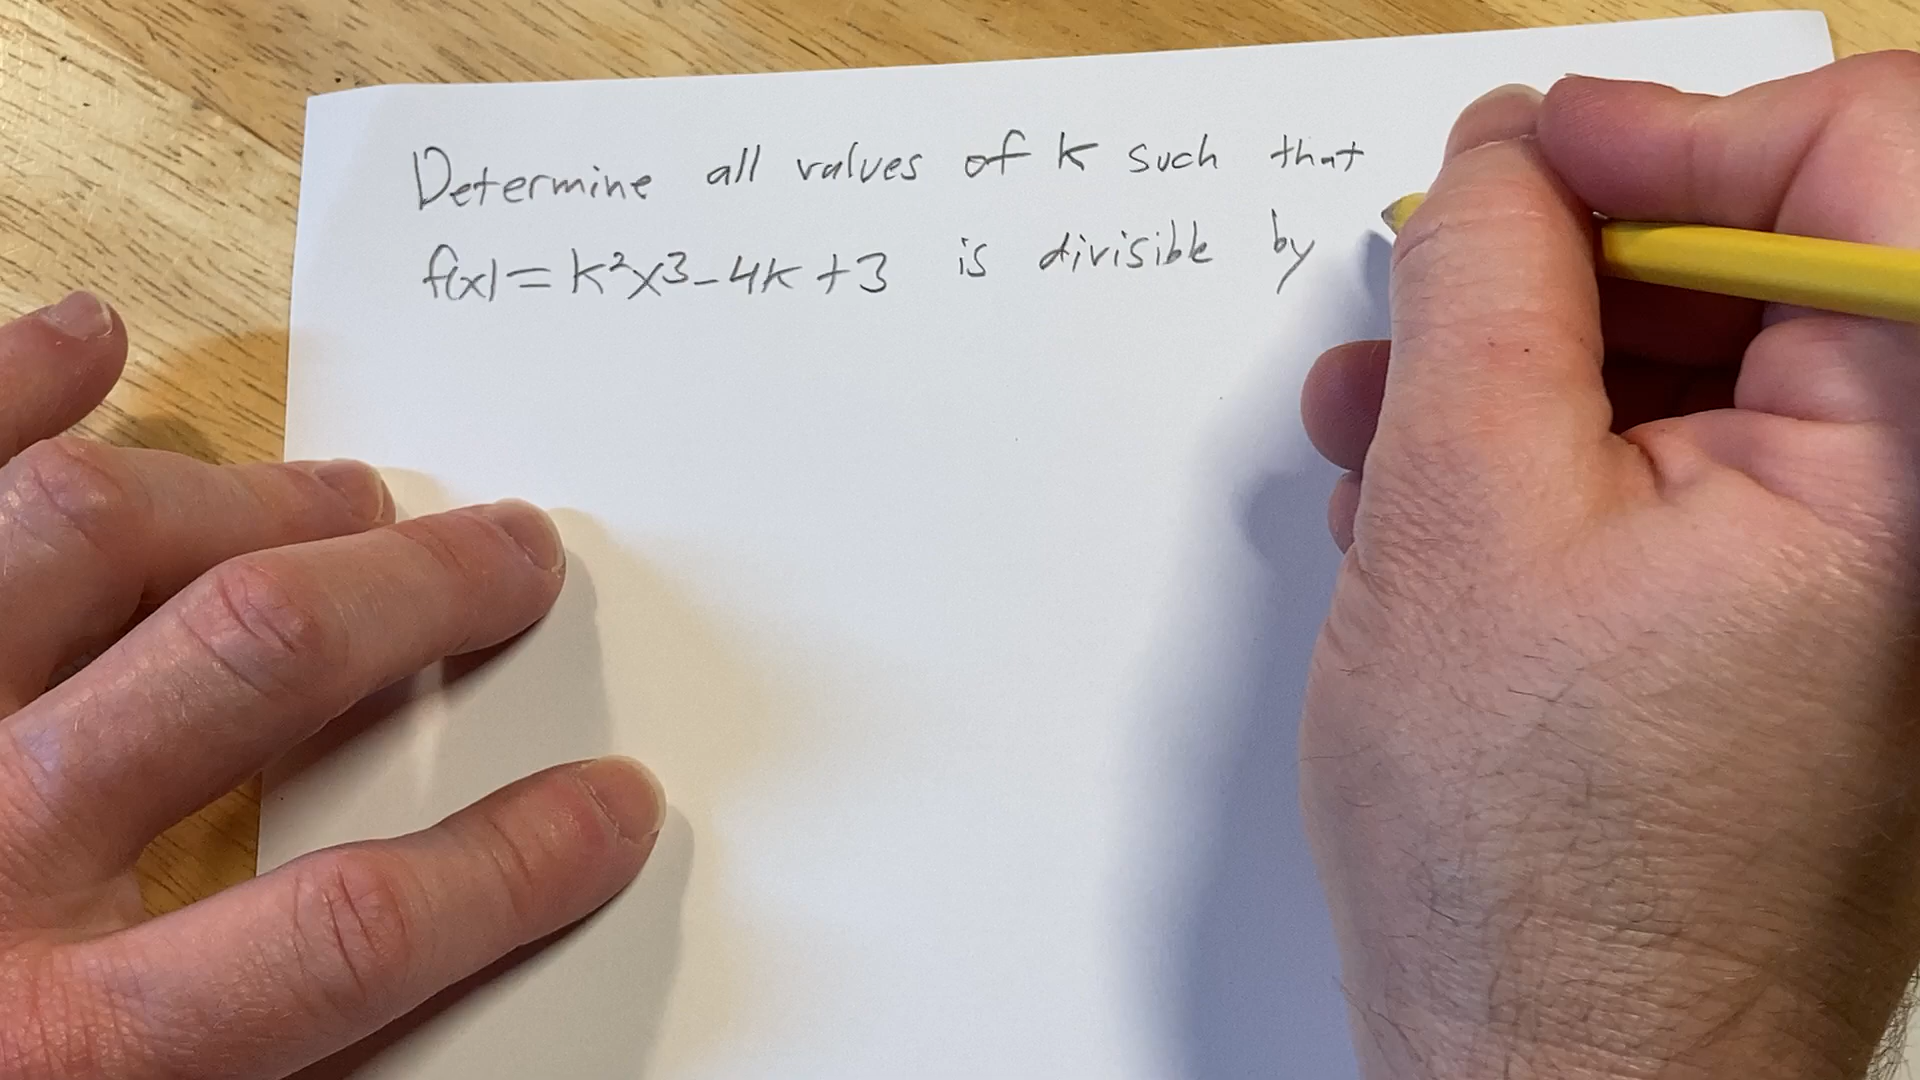 Determine all values of k such that
f(x) = k²x³ - 4k + 3 is divisible by